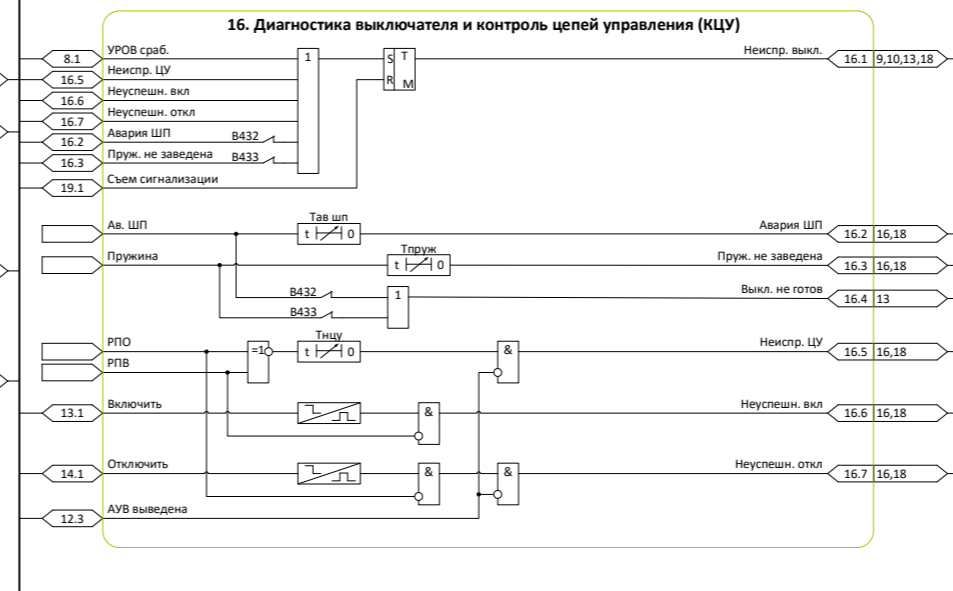 16. Диагностика выключателя и контроль цепей управления (КЦУ)
8.1 УРОВ сраб. 1 S T Неиспр. выкл. 16.1 9,10,13,18
16.5 Неиспр. ЦУ R M
16.6 Неуспешн. вкл
16.7 Неуспешн. откл
16.2 Авария ШП В432
16.3 Пруж. не заведена В433
19.1 Съем сигнализации
Ав. ШП Тав шп t 0 Авария ШП 16.2 16,18
Пружина Тпруж t 0 Пруж. не заведена 16.3 16,18
В432 1 Выкл. не готов 16.4 13
В433
РПО =1 Тнцу t 0 & Неиспр. ЦУ 16.5 16,18
РПВ
13.1 Включить & Неуспешн. вкл 16.6 16,18
14.1 Отключить & & Неуспешн. откл 16.7 16,18
12.3 АУВ выведена